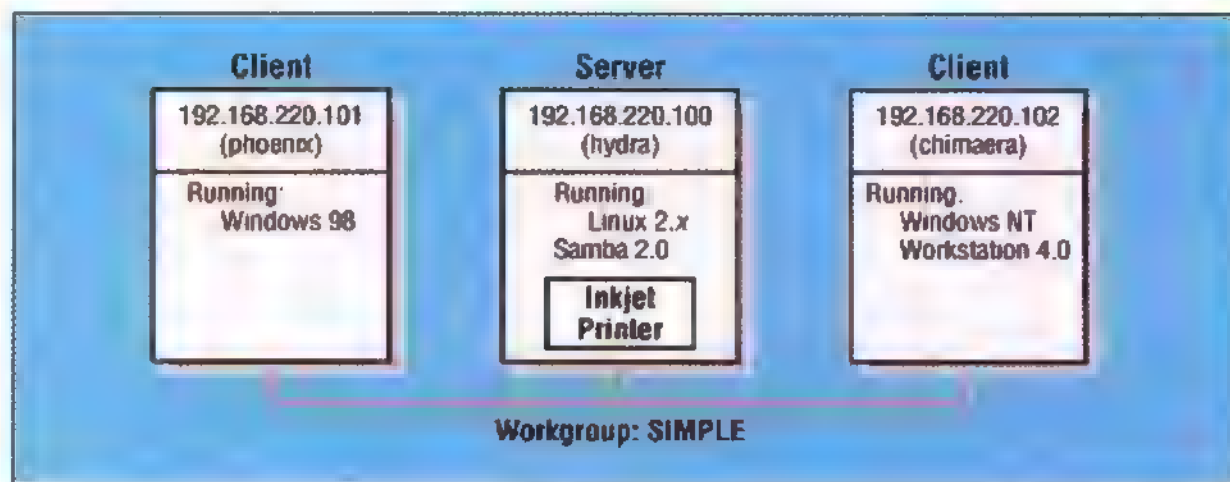 Client
192.168.220.101
(phoenix)
Running:
Windows 98
Server
192.168.220.100
(hydra)
Running
Linux 2.x
Samba 2.0
Inkjet
Printer
Client
192.168.220.102
(chimaera)
Running.
Windows NT
Workstation 4.0
Workgroup: SIMPLE